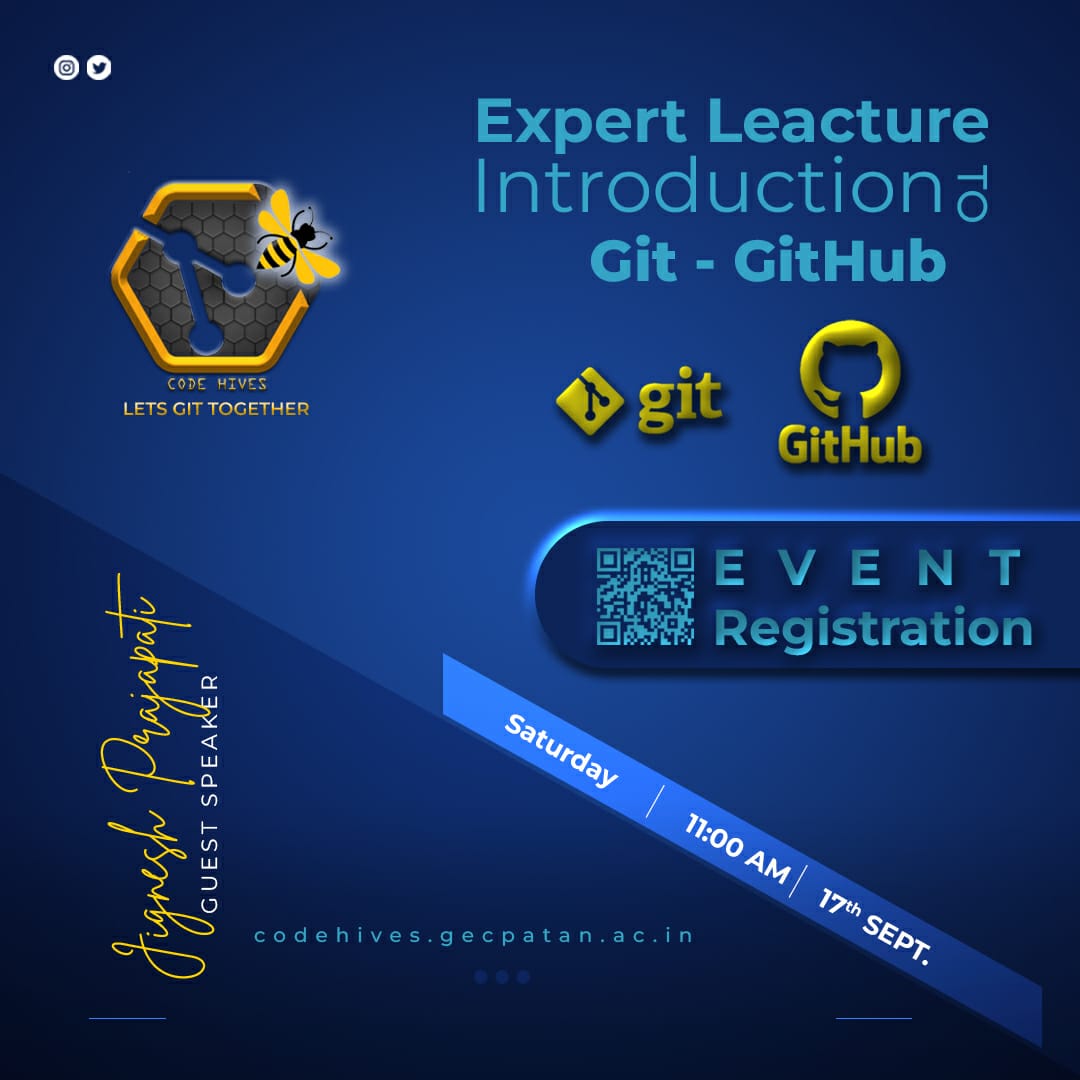 Expert Leacture
Introduction TO
Git - GitHub
CODE HIVES
LETS GIT TOGETHER
git
GitHub
EVENT
Registration
Jignesh Prajapati
GUEST SPEAKER
Saturday
11:00 AM
17th SEPT.
codehives.gecpatan.ac.in